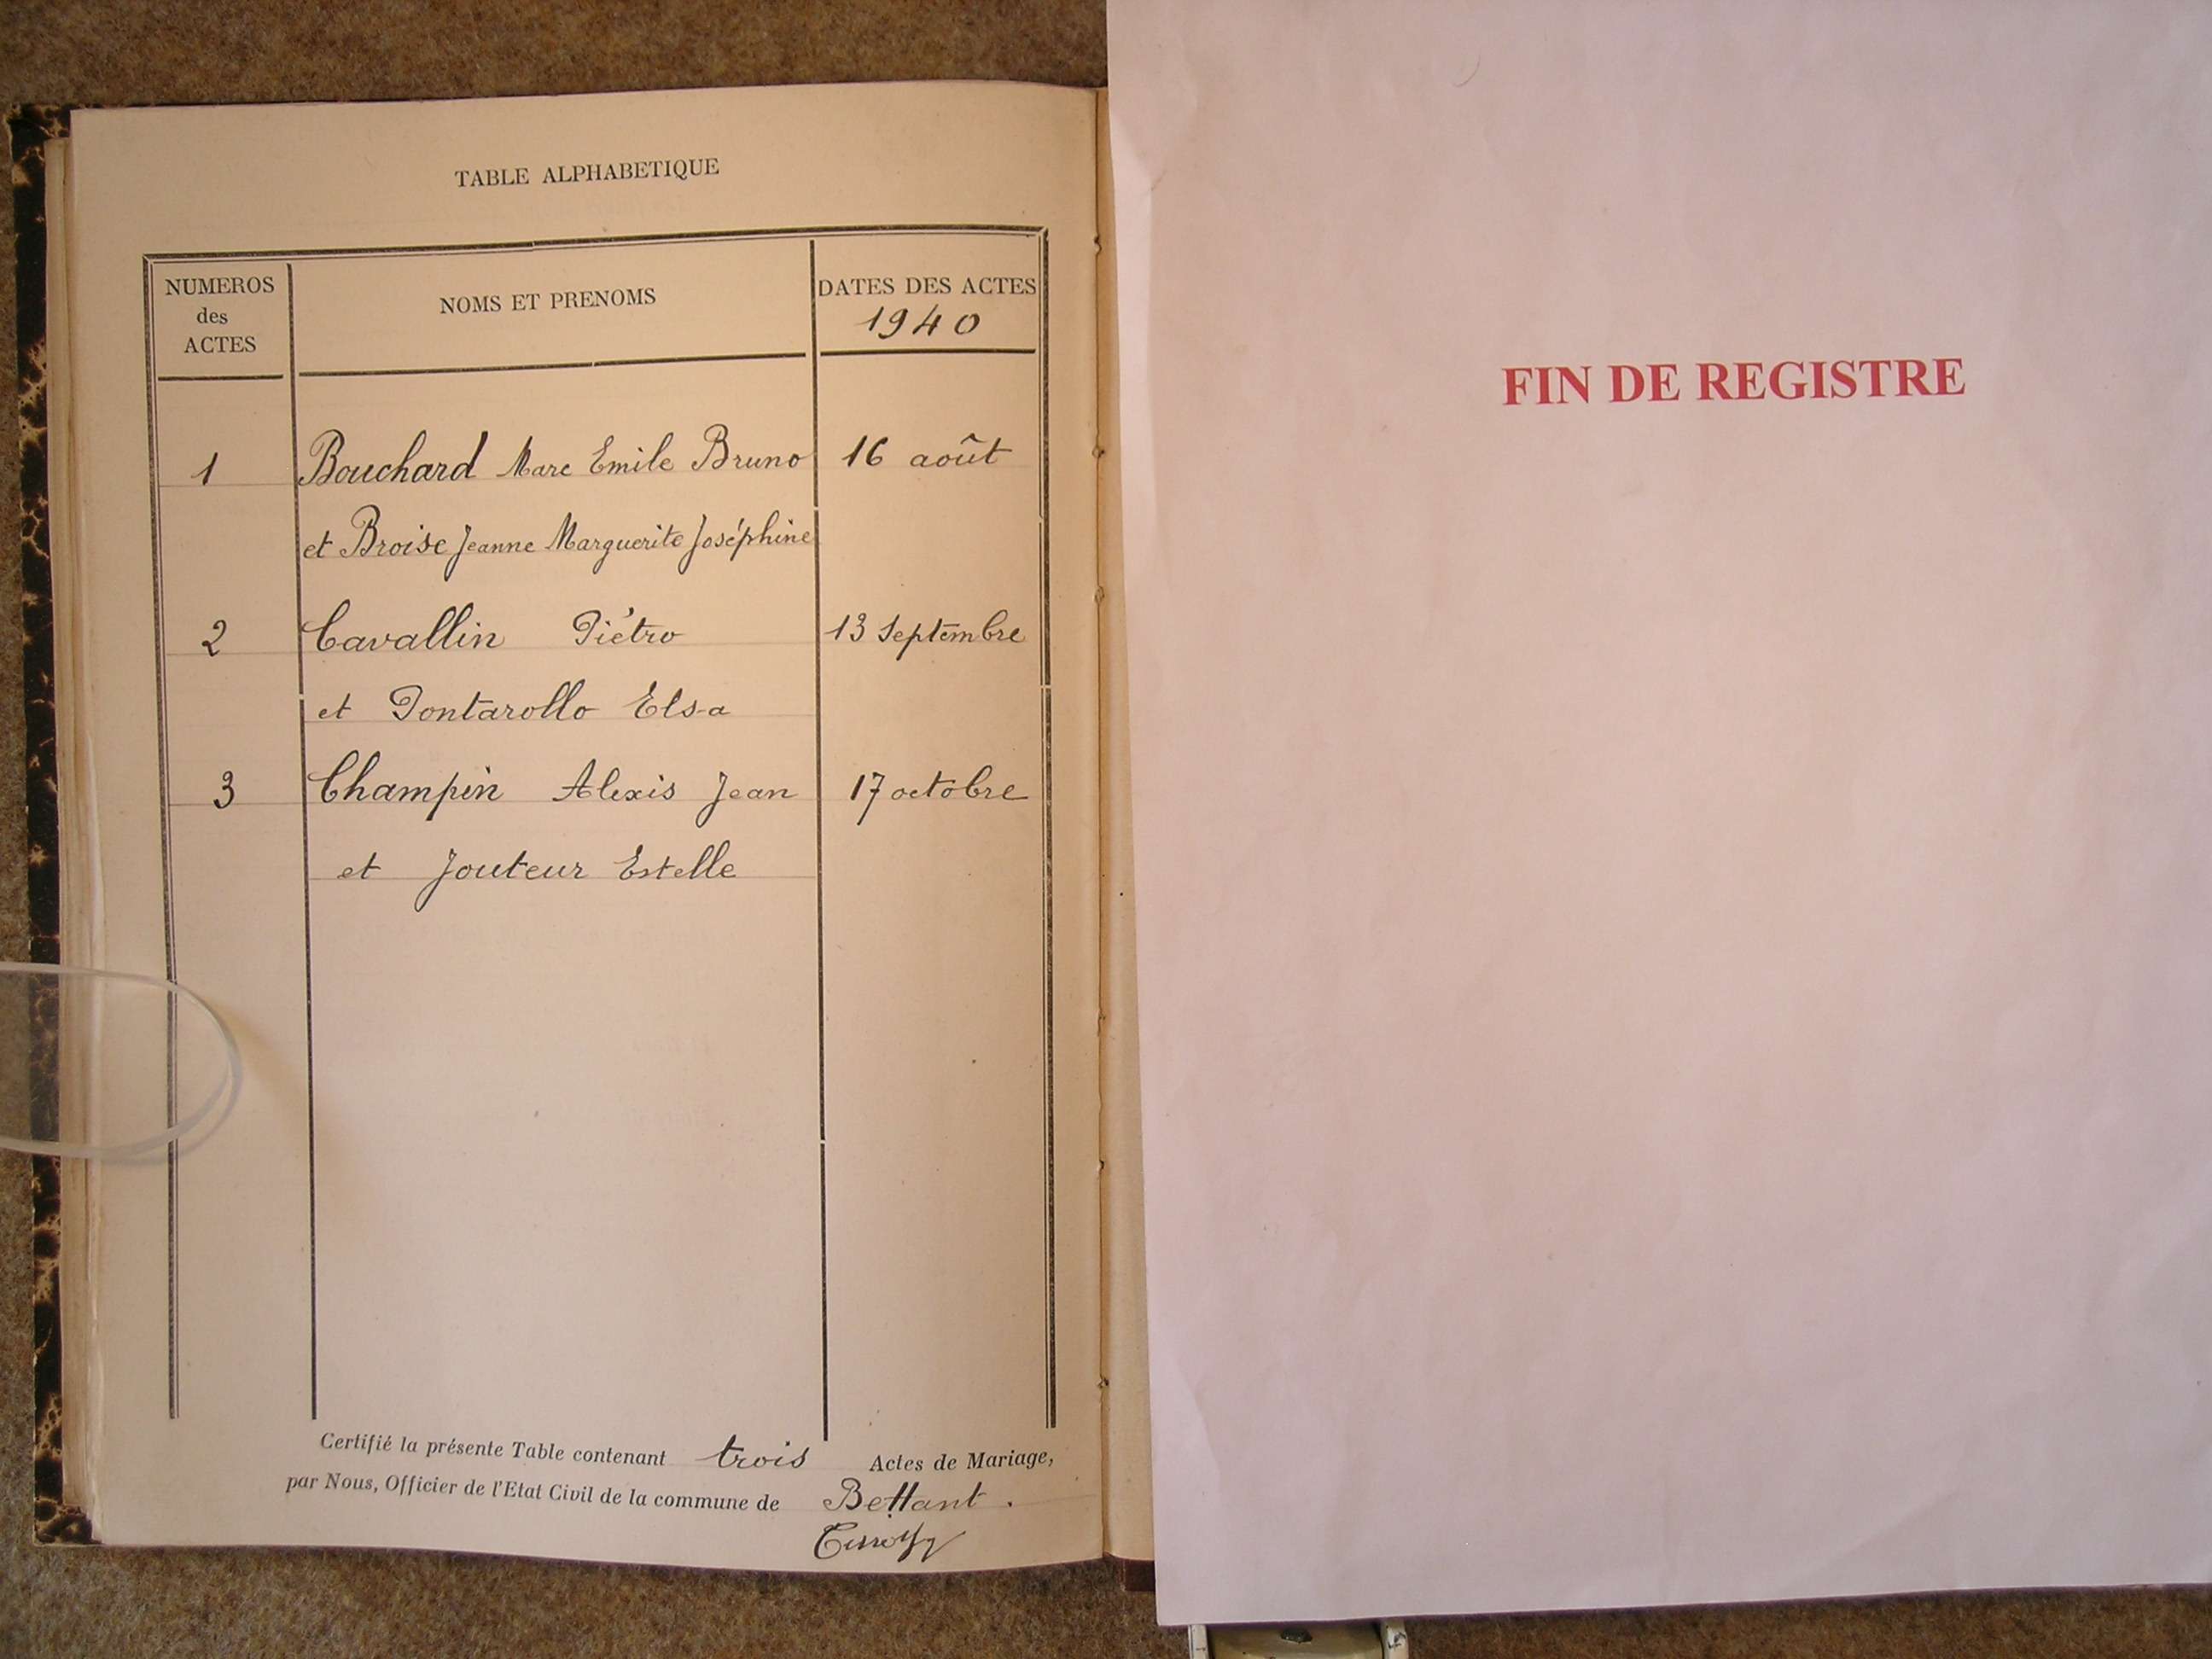 TABLE ALPHABETIQUE
NUMEROS
des
ACTES
NOMS ET PRENOMS
DATES DES ACTES
1940
1 Bouchard Marc Emile Bruno 16 août
et Broise Jeanne Marguerite Joséphine
2 Cavallin Piétro 13 Septembre
et Pontarollo Elsa
3 Champin Alexis Jean 17 octobre
et Jouteur Estelle
Certifié la présente Table contenant trois Actes de Mariage,
par Nous, Officier de l'Etat Civil de la commune de Bettant.
FIN DE REGISTRE